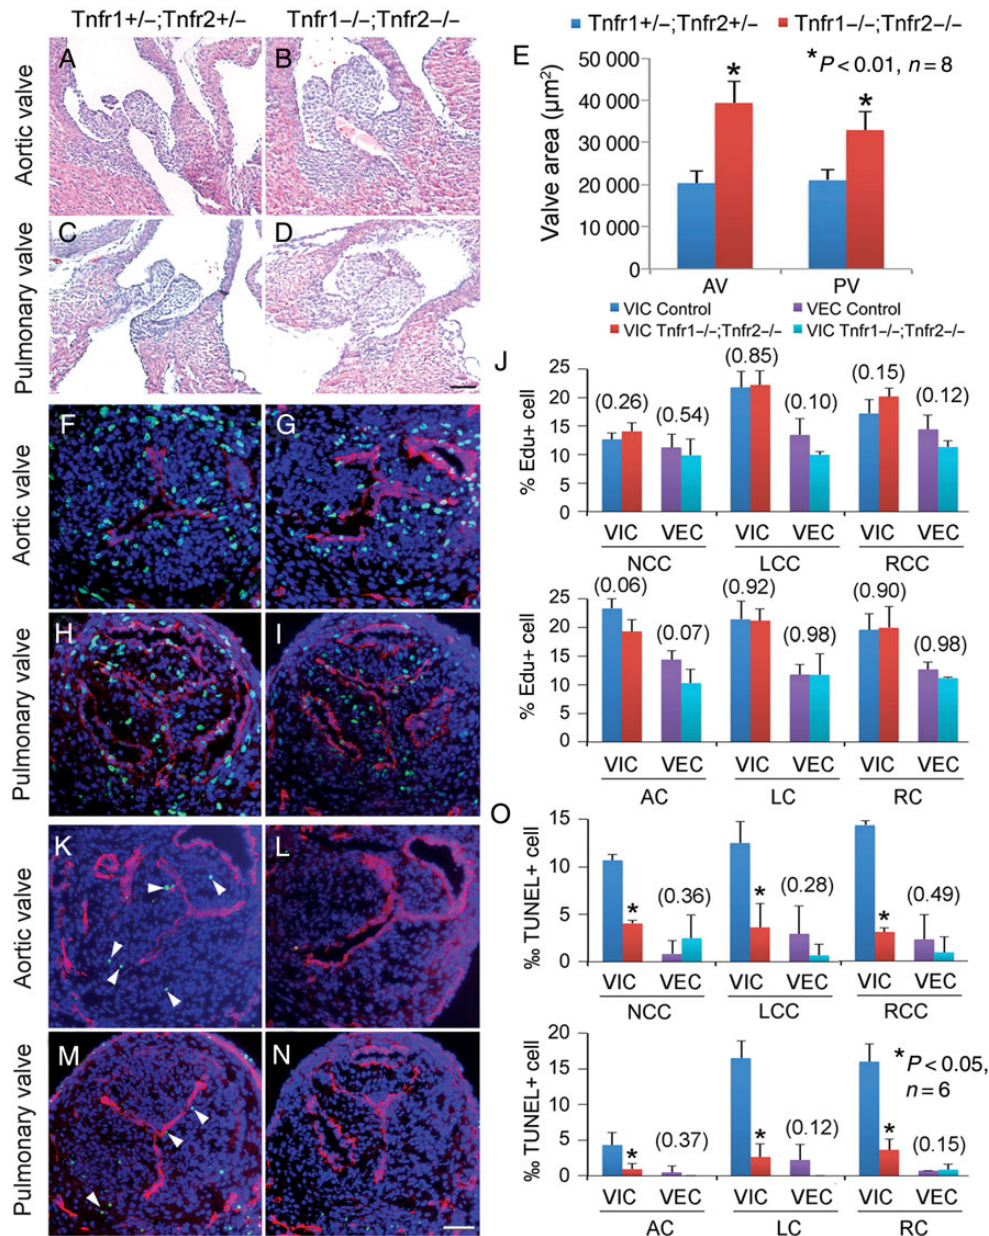 Tnfr1+/–;Tnfr2+/– Tnfr1–/–;Tnfr2–/–
Aortic valve
A B
Pulmonary valve
C D
Tnfr1+/–;Tnfr2+/– Tnfr1–/–;Tnfr2–/–
E
*P < 0.01, n = 8
Valve area (µm²)
50 000
40 000
30 000
20 000
10 000
0
* *
AV PV
Aortic valve
F G
Pulmonary valve
H I
VIC Control VEC Control
VIC Tnfr1–/–;Tnfr2–/– VIC Tnfr1–/–;Tnfr2–/–
J
% Edu+ cell
25
20
15
10
5
0
(0.26) (0.54) (0.85) (0.10) (0.15) (0.12)
VIC VEC VIC VEC VIC VEC
NCC LCC RCC
% Edu+ cell
25
20
15
10
5
0
(0.06) (0.07) (0.92) (0.98) (0.90) (0.98)
VIC VEC VIC VEC VIC VEC
AC LC RC
Aortic valve
K L
Pulmonary valve
M N
O
‰ TUNEL+ cell
15
10
5
0
* (0.36) * (0.28) * (0.49)
VIC VEC VIC VEC VIC VEC
NCC LCC RCC
‰ TUNEL+ cell
20
15
10
5
0
* (0.37) * (0.12) * (0.15)
*P < 0.05,
n = 6
VIC VEC VIC VEC VIC VEC
AC LC RC